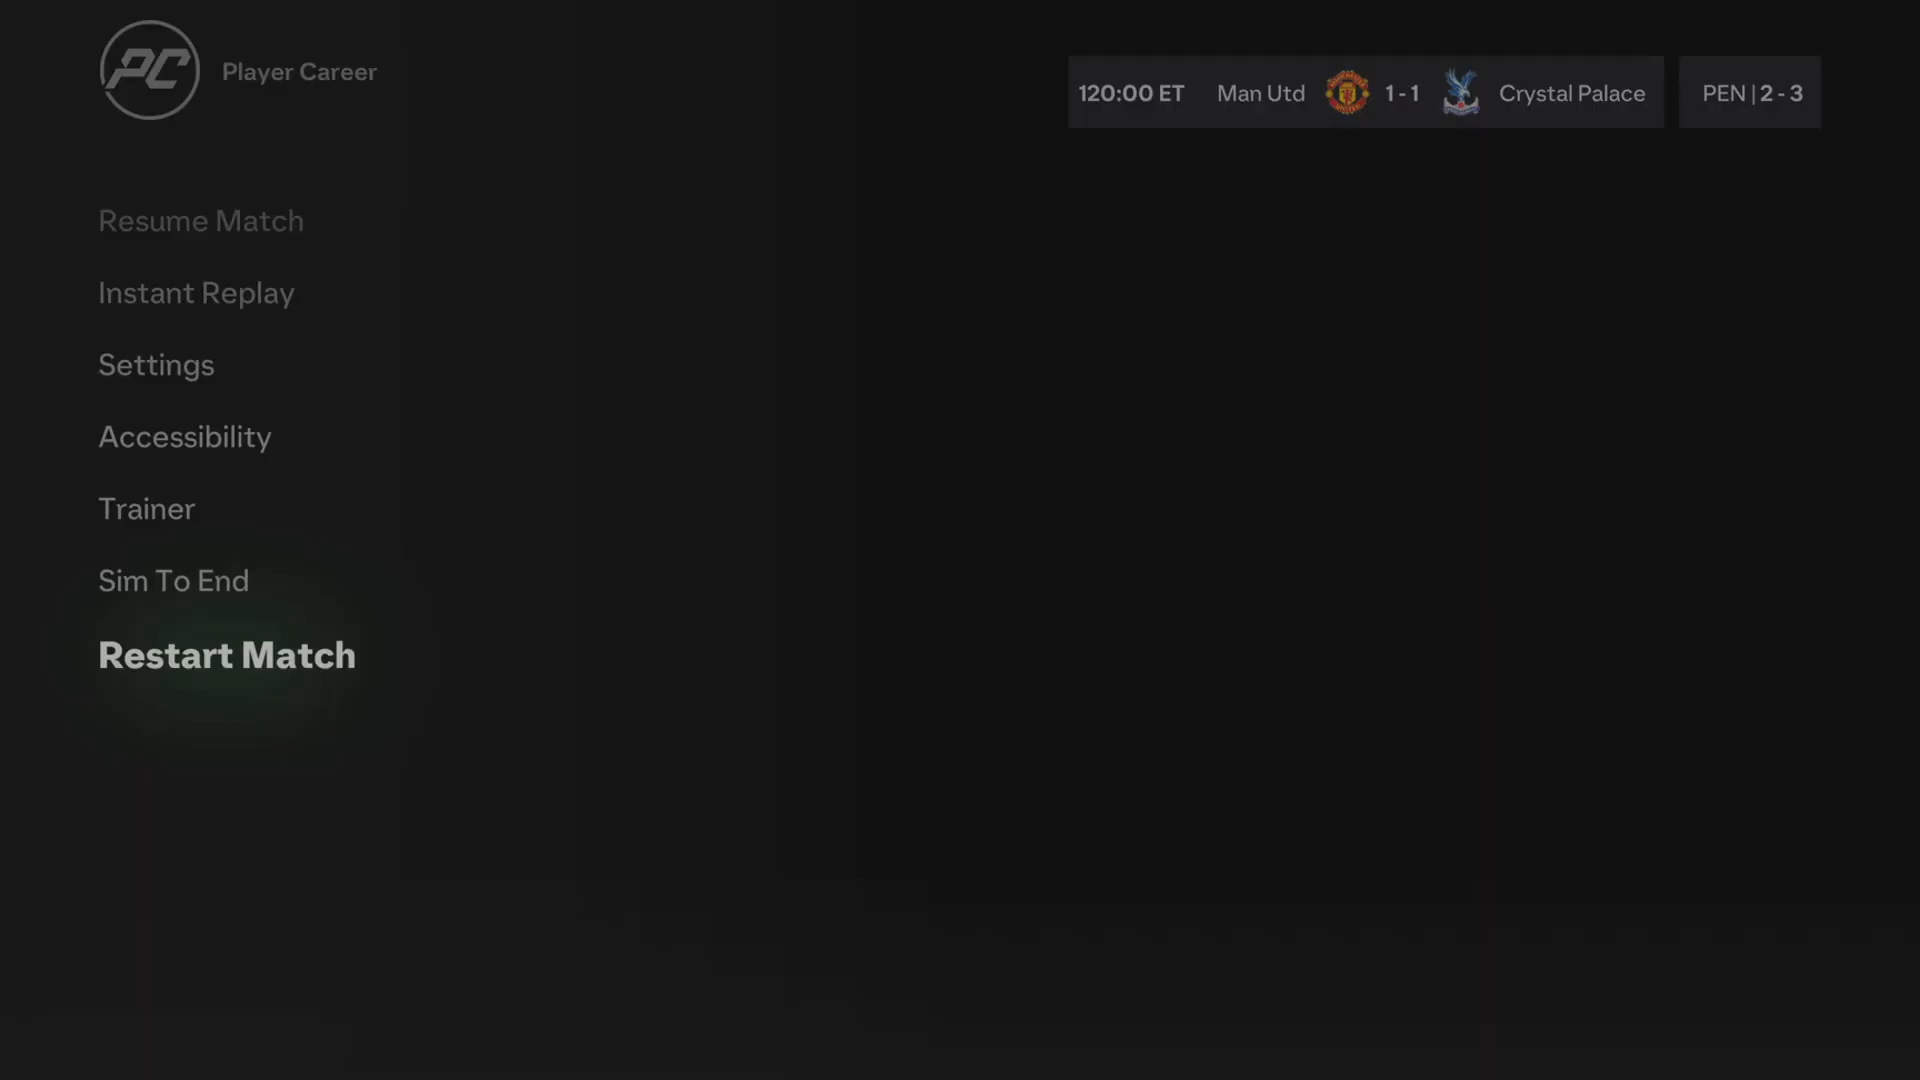 PC Player Career
120:00 ET Man Utd 1 - 1 Crystal Palace PEN | 2 - 3
Resume Match
Instant Replay
Settings
Accessibility
Trainer
Sim To End
Restart Match